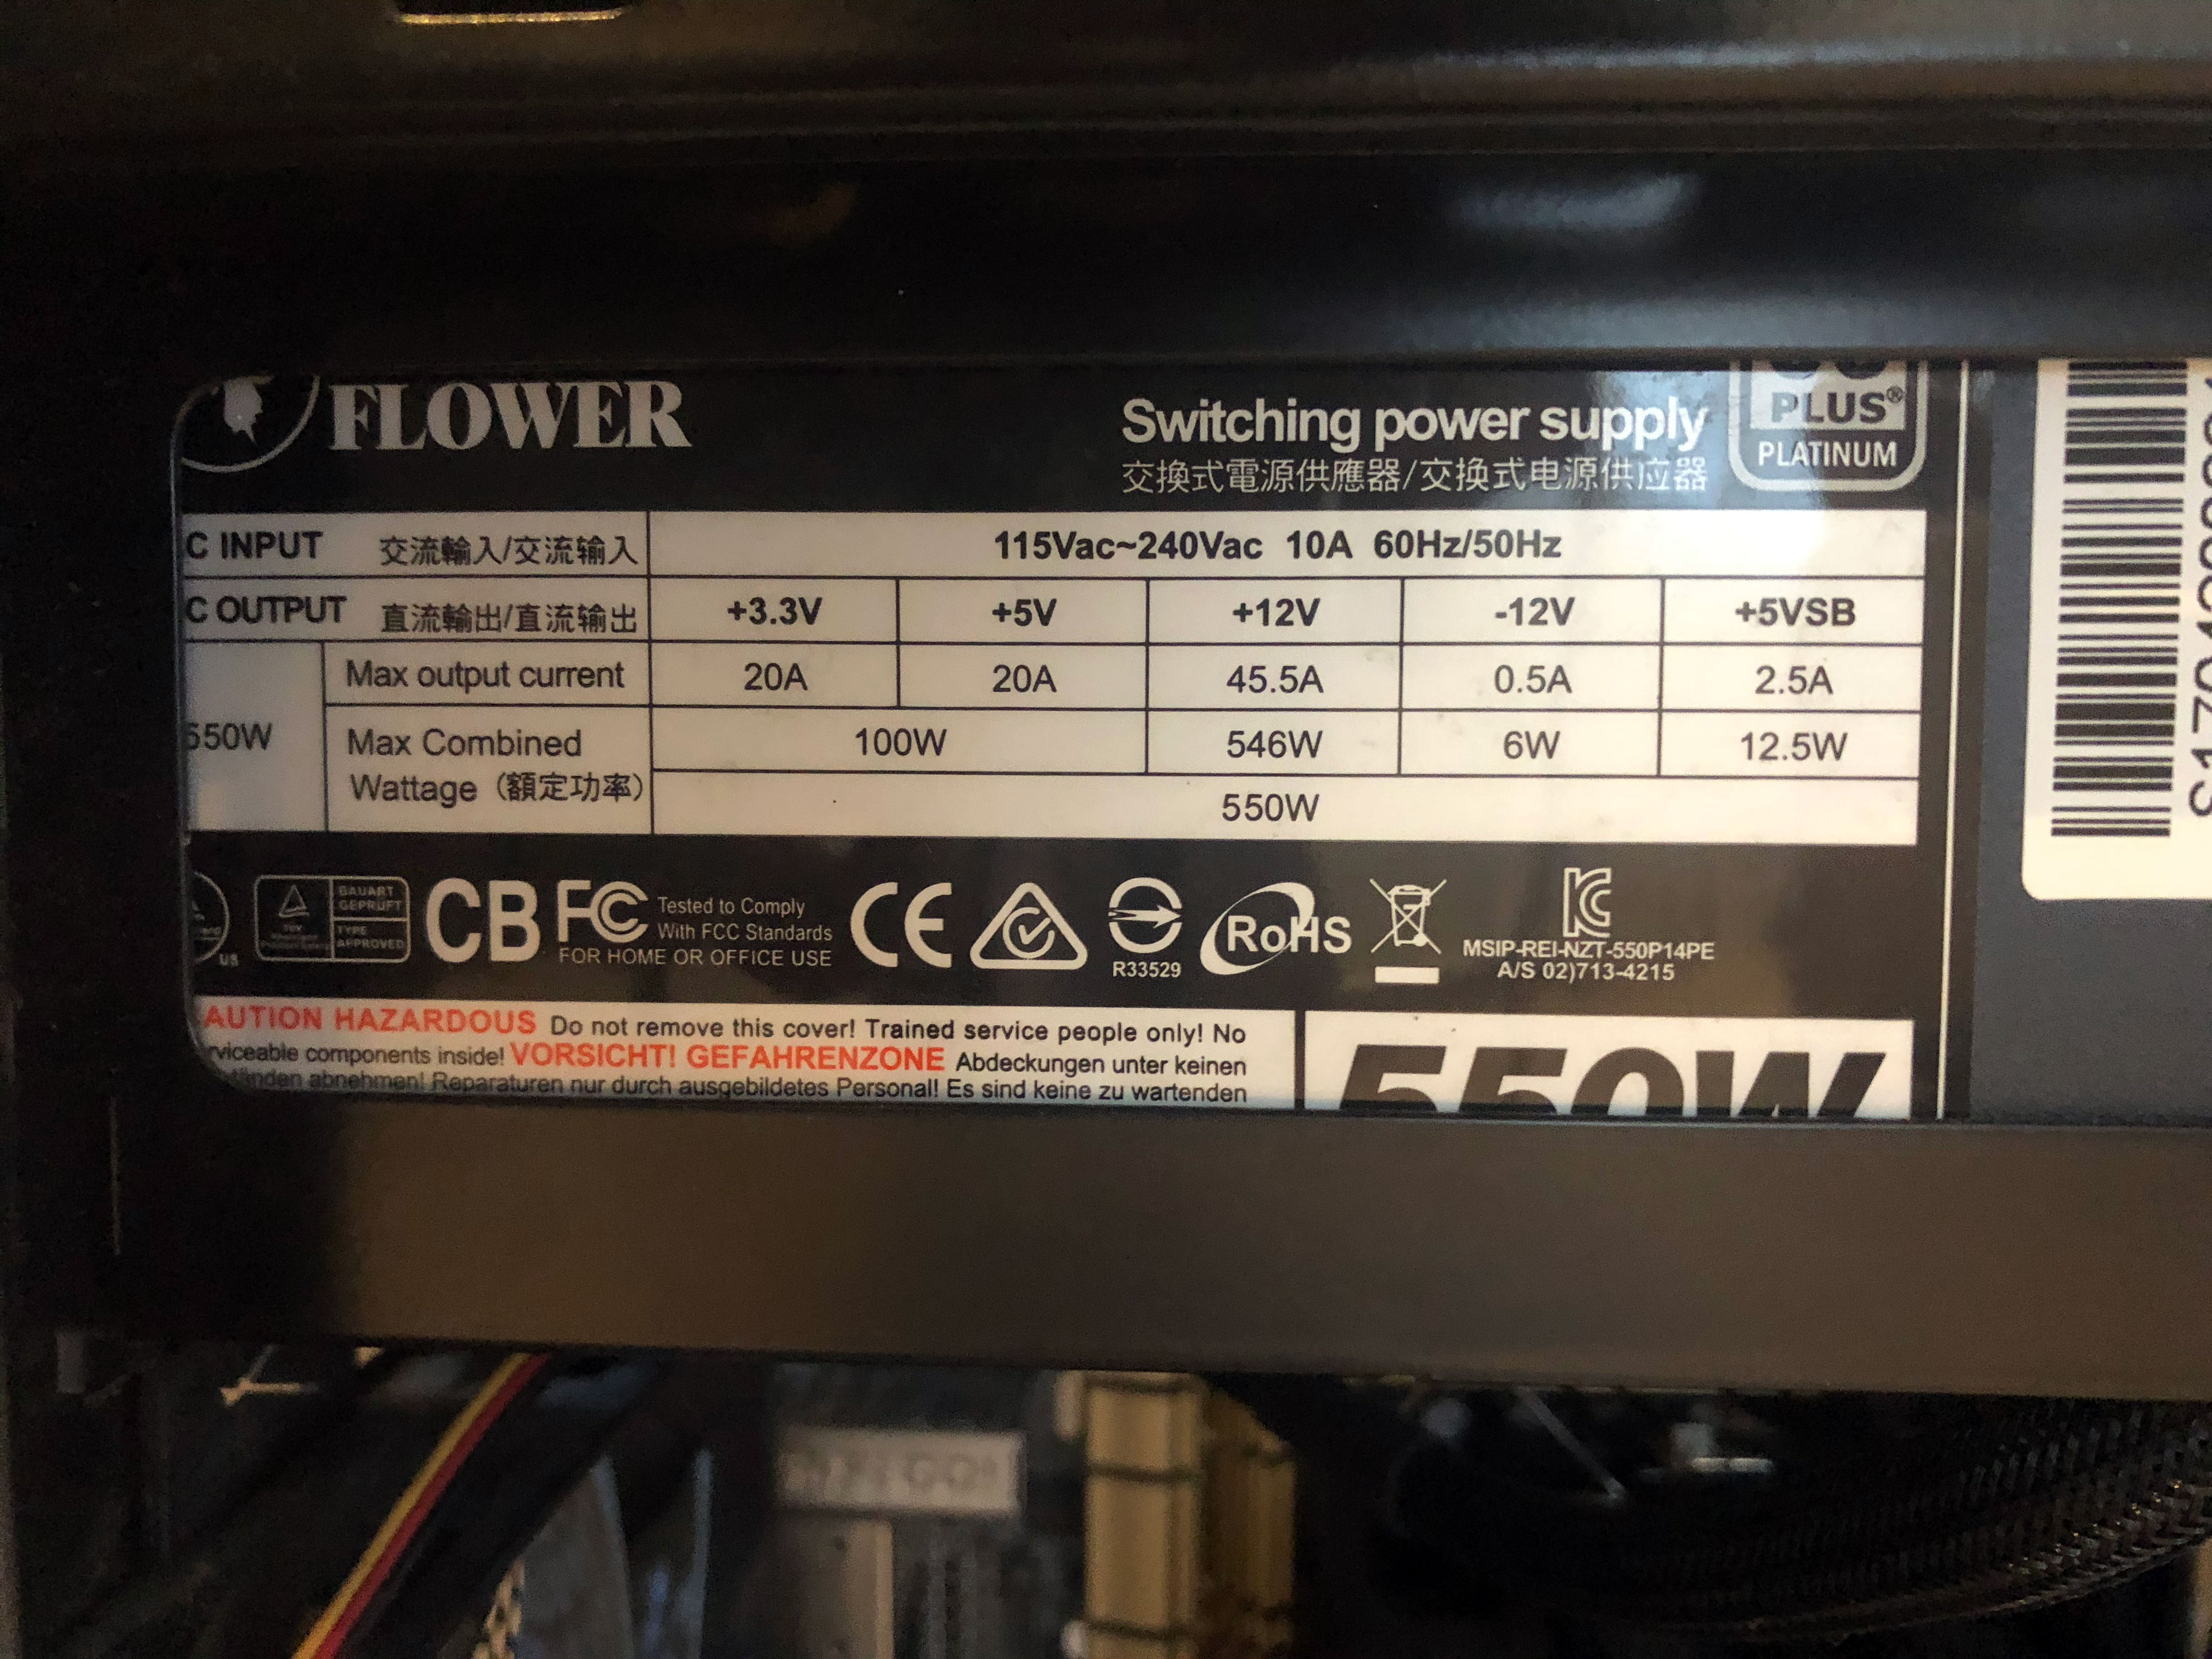 FLOWER
Switching power supply
交換式電源供應器/交換式电源供应器
PLUS®
PLATINUM
C INPUT 交流輸入/交流输入 115Vac~240Vac 10A 60Hz/50Hz
C OUTPUT 直流輸出/直流输出 +3.3V +5V +12V -12V +5VSB
Max output current 20A 20A 45.5A 0.5A 2.5A
550W Max Combined 100W 546W 6W 12.5W
Wattage (額定功率) 550W
US
BAUART
GEPRÜFT
TYPE
APPROVED
CB FC Tested to Comply
With FCC Standards
FOR HOME OR OFFICE USE
CE
R33529
RoHS
MSIP-REI-NZT-550P14PE
A/S 02)713-4215
AUTION HAZARDOUS Do not remove this cover! Trained service people only! No
viceable components inside! VORSICHT! GEFAHRENZONE Abdeckungen unter keinen
änden abnehmen! Reparaturen nur durch ausgebildetes Personal! Es sind keine zu wartenden
550W